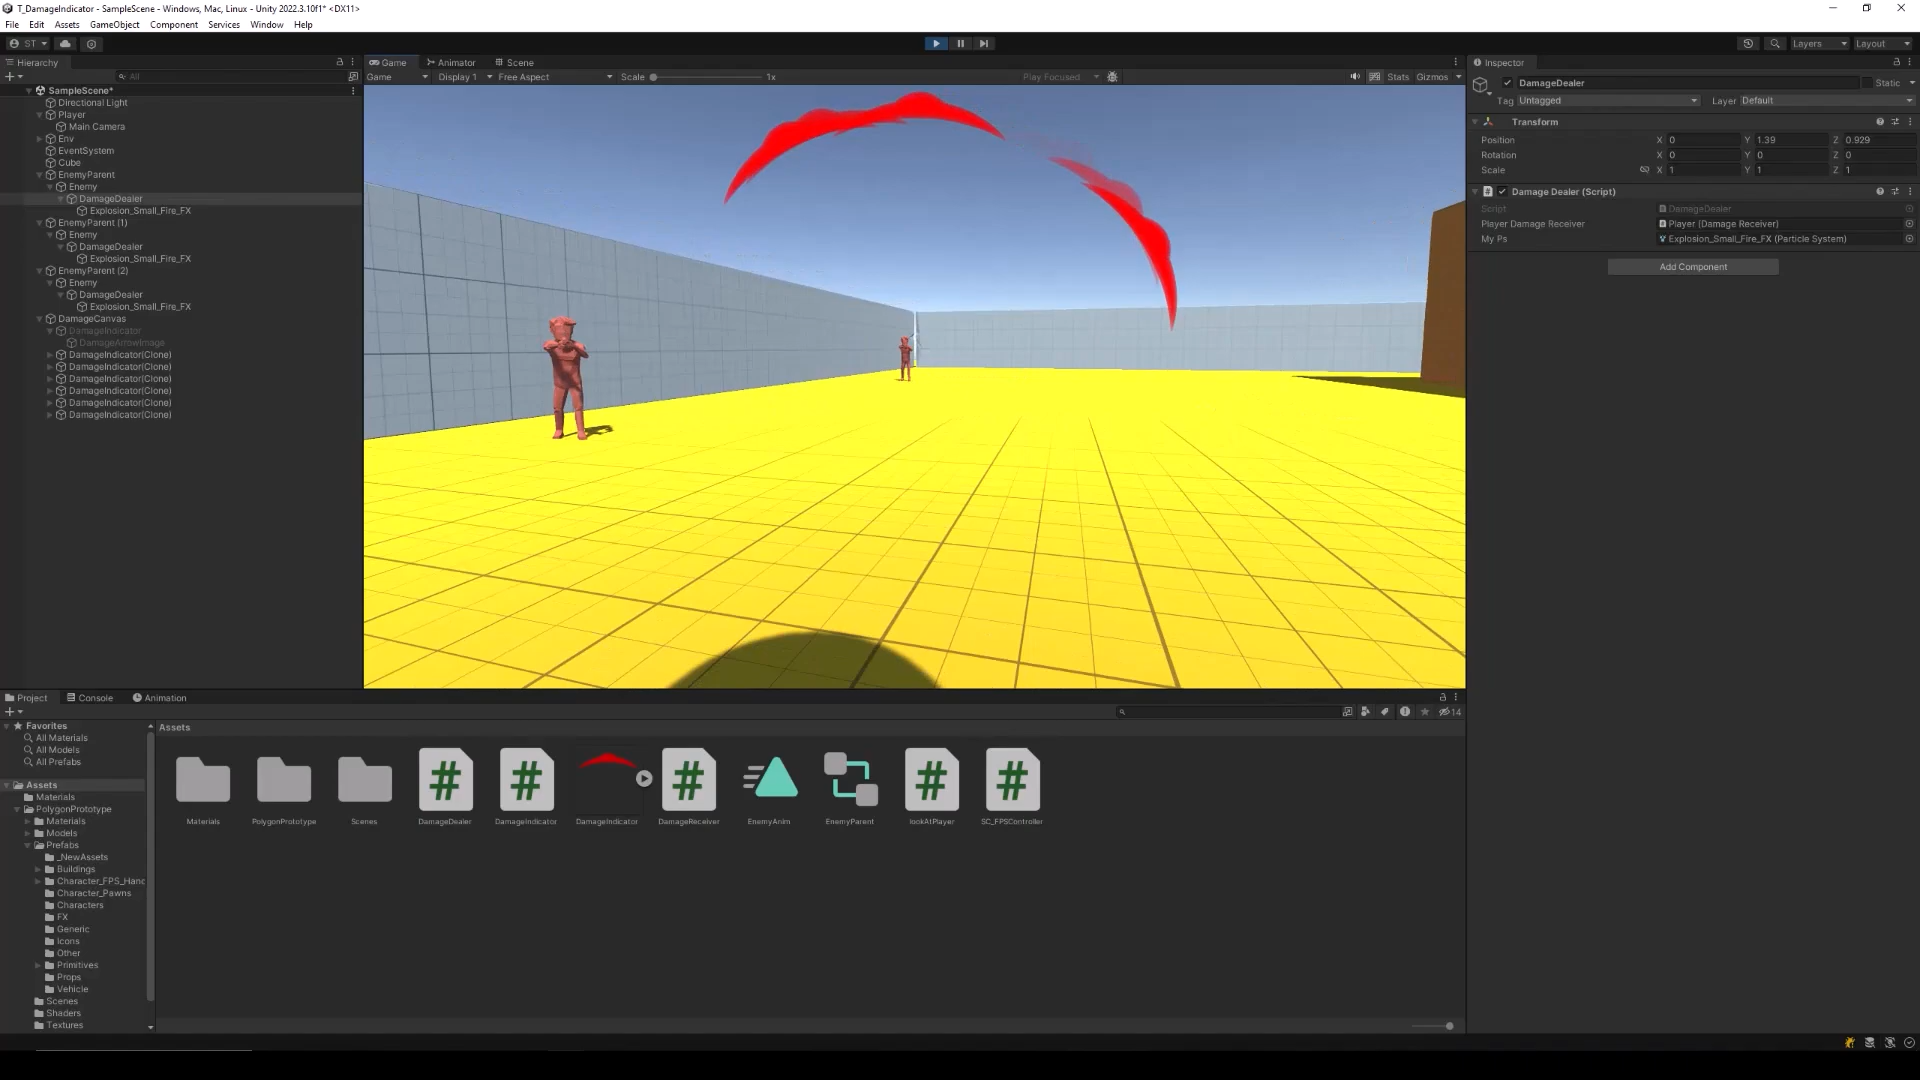 T_DamageIndicator - SampleScene - Windows, Mac, Linux - Unity 2022.3.10f1* <DX11>
File Edit Assets GameObject Component Services Window Help
ST Layers Layout
Hierarchy
All
SampleScene*
Directional Light
Player
Main Camera
Env
EventSystem
Cube
EnemyParent
Enemy
DamageDealer
Explosion_Small_Fire_FX
EnemyParent (1)
Enemy
DamageDealer
Explosion_Small_Fire_FX
EnemyParent (2)
Enemy
DamageDealer
Explosion_Small_Fire_FX
DamageCanvas
DamageIndicator
DamageArrowImage
DamageIndicator(Clone)
DamageIndicator(Clone)
DamageIndicator(Clone)
DamageIndicator(Clone)
DamageIndicator(Clone)
DamageIndicator(Clone)
Game Animator Scene
Game Display 1 Free Aspect Scale 1x Play Focused Stats Gizmos
Inspector
DamageDealer Static
Tag Untagged Layer Default
Transform
Position X 0 Y 1.39 Z 0.929
Rotation X 0 Y 0 Z 0
Scale X 1 Y 1 Z 1
# Damage Dealer (Script)
Script DamageDealer
Player Damage Receiver Player (Damage Receiver)
My Ps Explosion_Small_Fire_FX (Particle System)
Add Component
Project Console Animation
14
Favorites
All Materials
All Models
All Prefabs
Assets
Materials
PolygonPrototype
Materials
Models
Prefabs
_NewAssets
Buildings
Character_FPS_Hanc
Character_Pawns
Characters
FX
Generic
Icons
Other
Primitives
Props
Vehicle
Scenes
Shaders
Textures
Assets
# # # # #
Materials PolygonPrototype Scenes DamageDealer DamageIndicator DamageIndicator DamageReceiver EnemyAnim EnemyParent lookAtPlayer SC_FPSController